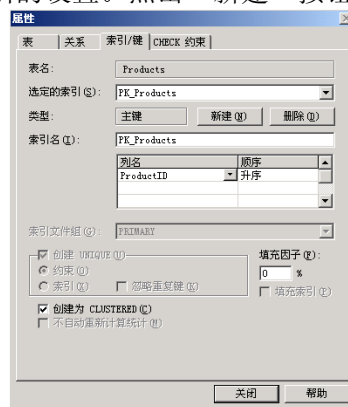 属性
表 关系 索引/键 CHECK 约束
表名: Products
选定的索引(S): PK_Products
类型: 主键 新建(N) 删除(D)
索引名(I): PK_Products
列名 顺序
ProductID 升序
索引文件组(G): PRIMARY
创建 UNIQUE(U) 填充因子(F):
约束(O) 0 %
索引(X) 忽略重复键(K) 填充索引(P)
创建为 CLUSTERED(C)
不自动重新计算统计(M)
关闭 帮助